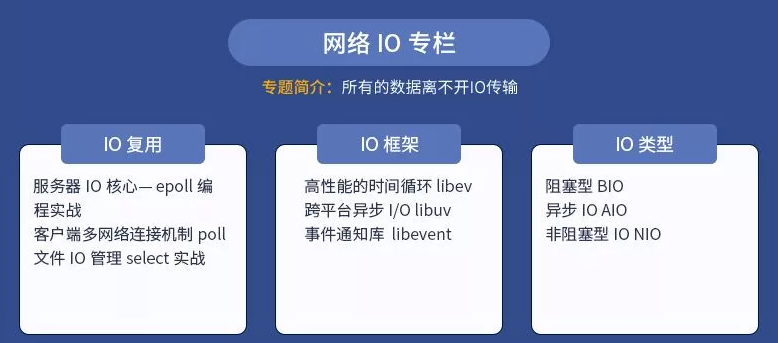 网络 IO 专栏
专题简介：所有的数据离不开IO传输
IO 复用
服务器 IO 核心— epoll 编
程实战
客户端多网络连接机制 poll
文件 IO 管理 select 实战
IO 框架
高性能的时间循环 libev
跨平台异步 I/O libuv
事件通知库 libevent
IO 类型
阻塞型 BIO
异步 IO AIO
非阻塞型 IO NIO